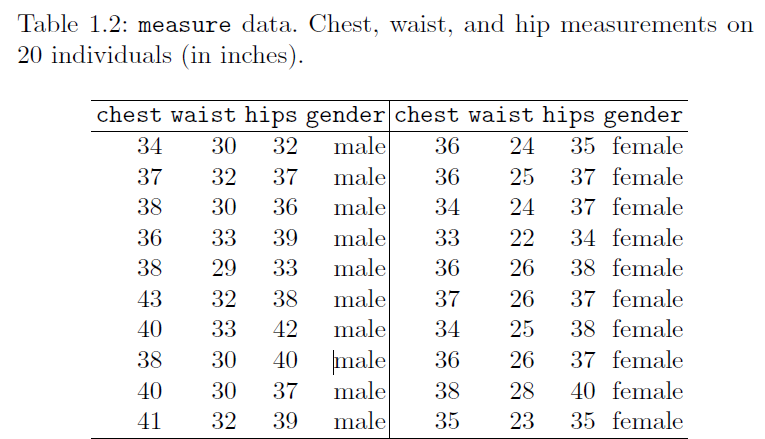 Table 1.2: measure data. Chest, waist, and hip measurements on
20 individuals (in inches).
chest waist hips gender chest waist hips gender
34 30 32 male 36 24 35 female
37 32 37 male 36 25 37 female
38 30 36 male 34 24 37 female
36 33 39 male 33 22 34 female
38 29 33 male 36 26 38 female
43 32 38 male 37 26 37 female
40 33 42 male 34 25 38 female
38 30 40 male 36 26 37 female
40 30 37 male 38 28 40 female
41 32 39 male 35 23 35 female